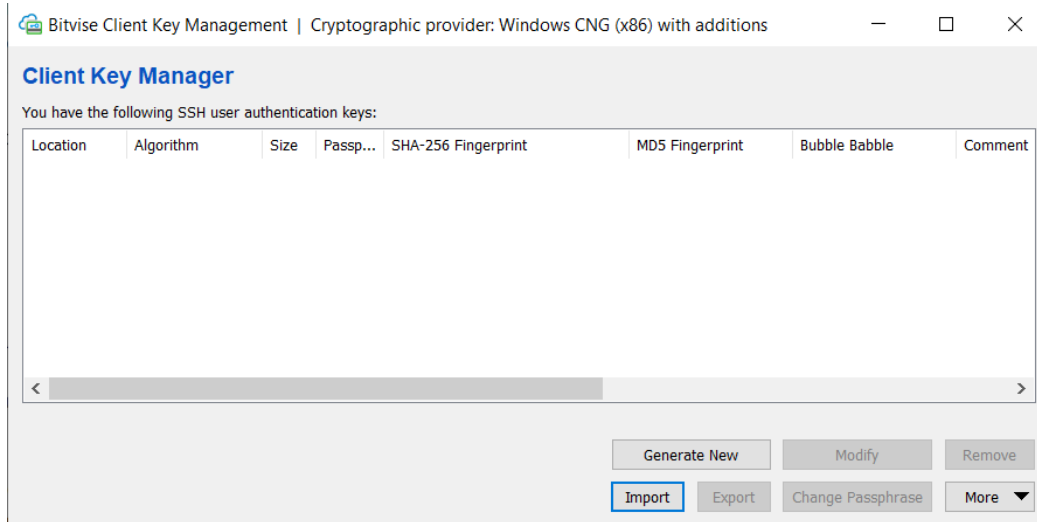 Bitvise Client Key Management | Cryptographic provider: Windows CNG (x86) with additions
Client Key Manager
You have the following SSH user authentication keys:
Location Algorithm Size Passp... SHA-256 Fingerprint MD5 Fingerprint Bubble Babble Comment
Generate New Modify Remove
Import Export Change Passphrase More